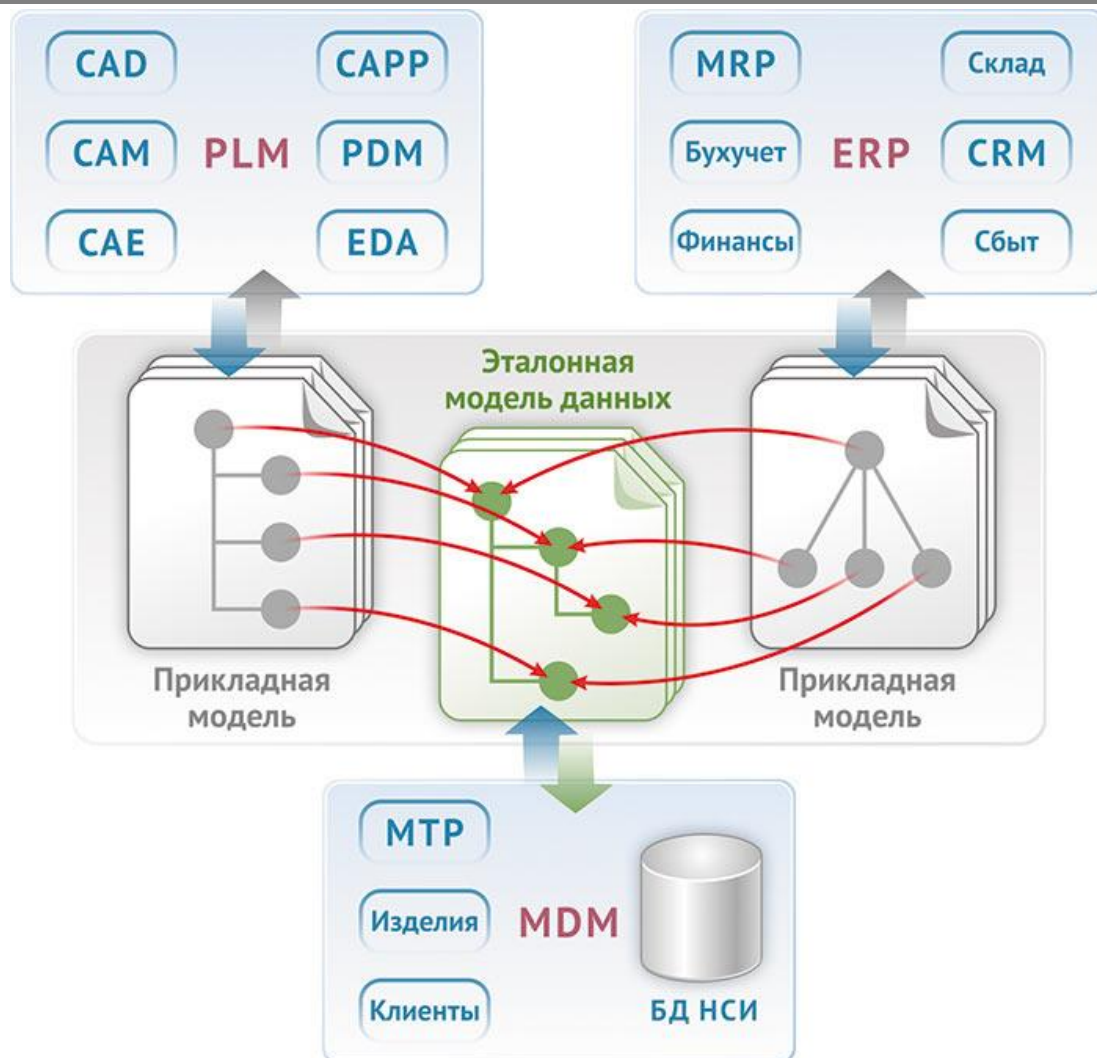 CAD
CAPP
CAM
PLM
PDM
CAE
EDA
MRP
Склад
Бухучет
ERP
CRM
Финансы
Сбыт
Эталонная
модель данных
Прикладная
модель
Прикладная
модель
МТР
Изделия
MDM
Клиенты
БД НСИ